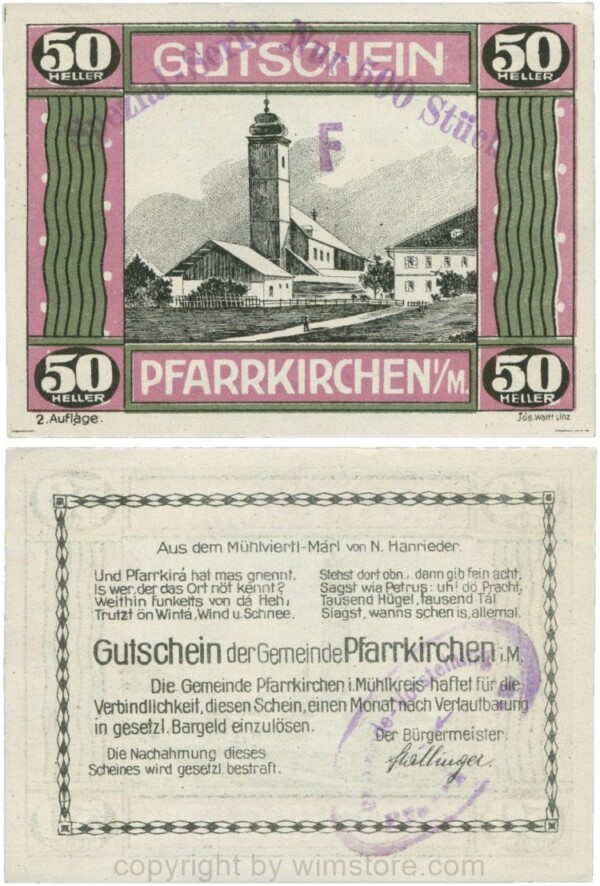 50 HELLER
GUTSCHEIN
50 HELLER
Spezial-Serie Nur 500 Stück
F
50 HELLER
PFARRKIRCHEN I/M.
50 HELLER
2. Auflage.
Jos. Walft Linz
Aus dem Mühlviertl-Märl von N. Hanrieder.
Und Pfarrkirá hat mas gnennt,
Is wer, der das Ort nöt kennt?
Weithin funkelts von dá Heh,
Trutzt ön Wintá, Wind u. Schnee.
Stehst dort obn, dann gib fein acht,
Sagst wia Petrus: uh! dö Pracht,
Tausend Hügel, tausend Tál
Siagst, wanns schen is, allemal.
Gutschein der Gemeinde Pfarrkirchen i. M.
Die Gemeinde Pfarrkirchen i. Mühlkreis haftet für die
Verbindlichkeit, diesen Schein, einen Monat, nach Verlautbarung
in gesetzl. Bargeld einzulösen.
Der Bürgermeister:
Die Nachahmung dieses
Scheines wird gesetzl. bestraft.
copyright by wimstore.com